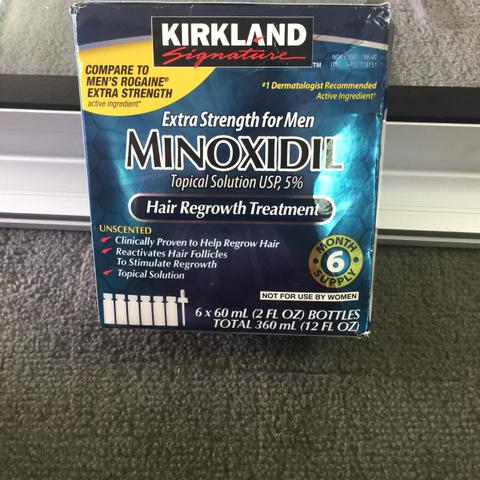 KIRKLAND
Signature™
COMPARE TO
MEN'S ROGAINE®
EXTRA STRENGTH
active ingredient*
#1 Dermatologist Recommended
Active Ingredient†
Extra Strength for Men
MINOXIDIL
Topical Solution USP, 5%
Hair Regrowth Treatment
UNSCENTED
Clinically Proven to Help Regrow Hair
Reactivates Hair Follicles
To Stimulate Regrowth
Topical Solution
MONTH
6
SUPPLY
NOT FOR USE BY WOMEN
6 x 60 mL (2 FL OZ) BOTTLES
TOTAL 360 mL (12 FL OZ)